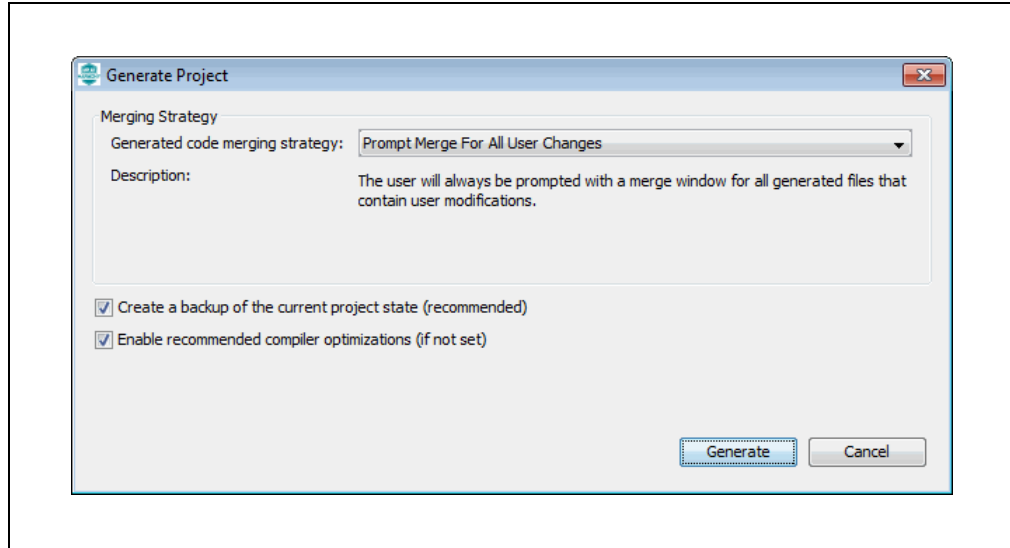 Generate Project
Merging Strategy
Generated code merging strategy: Prompt Merge For All User Changes
Description: The user will always be prompted with a merge window for all generated files that
contain user modifications.
Create a backup of the current project state (recommended)
Enable recommended compiler optimizations (if not set)
Generate Cancel